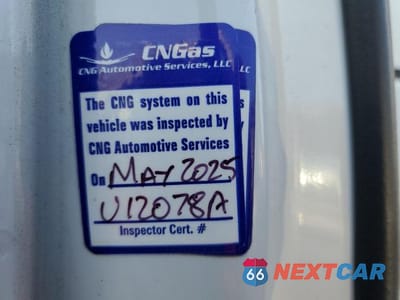 CNGas
CNG Automotive Services, LLC
The CNG system on this
vehicle was inspected by
CNG Automotive Services
On MAY 2025
U12078A
Inspector Cert. #
66 NEXTCAR